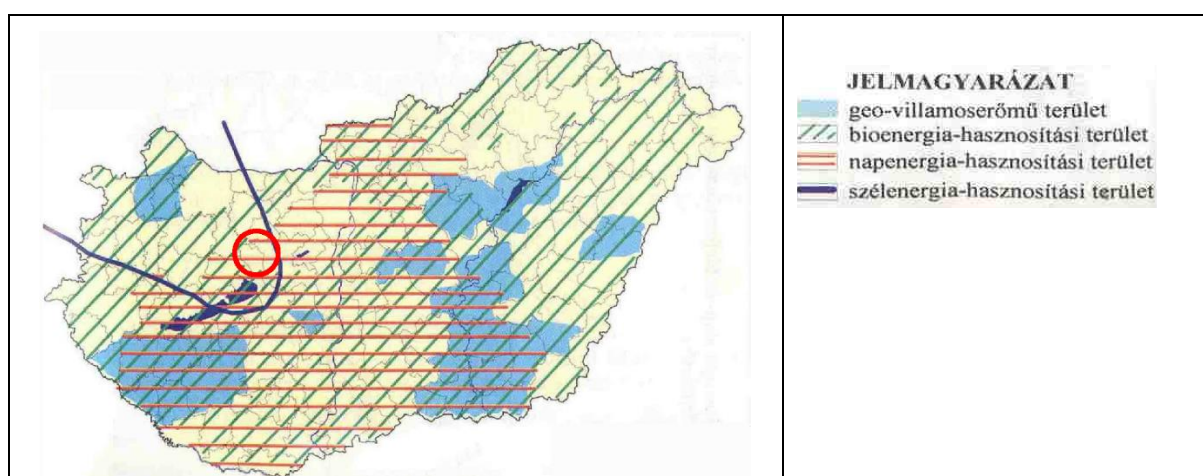 JELMAGYARÁZAT
geo-villamoserőmű terület
bioenergia-hasznosítási terület
napenergia-hasznosítási terület
szélenergia-hasznosítási terület